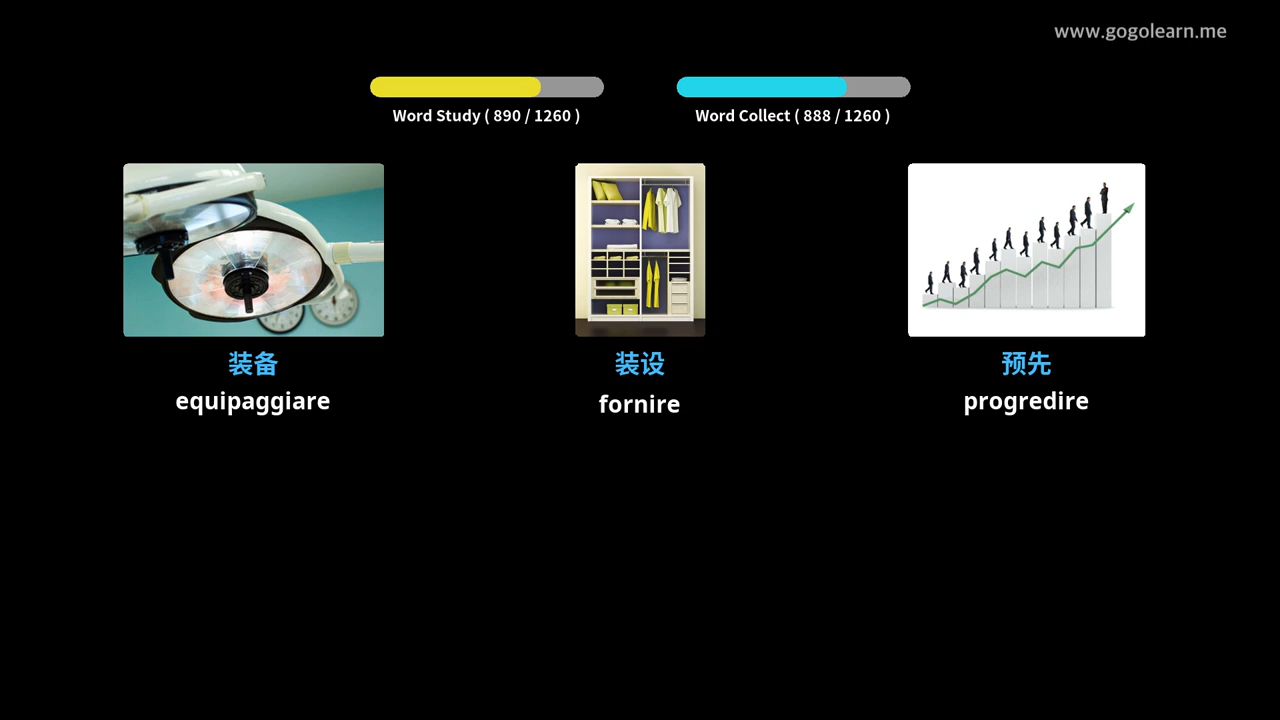 www.gogolearn.me
Word Study ( 890 / 1260 )
Word Collect ( 888 / 1260 )
装备
装设
预先
equipaggiare
fornire
progredire